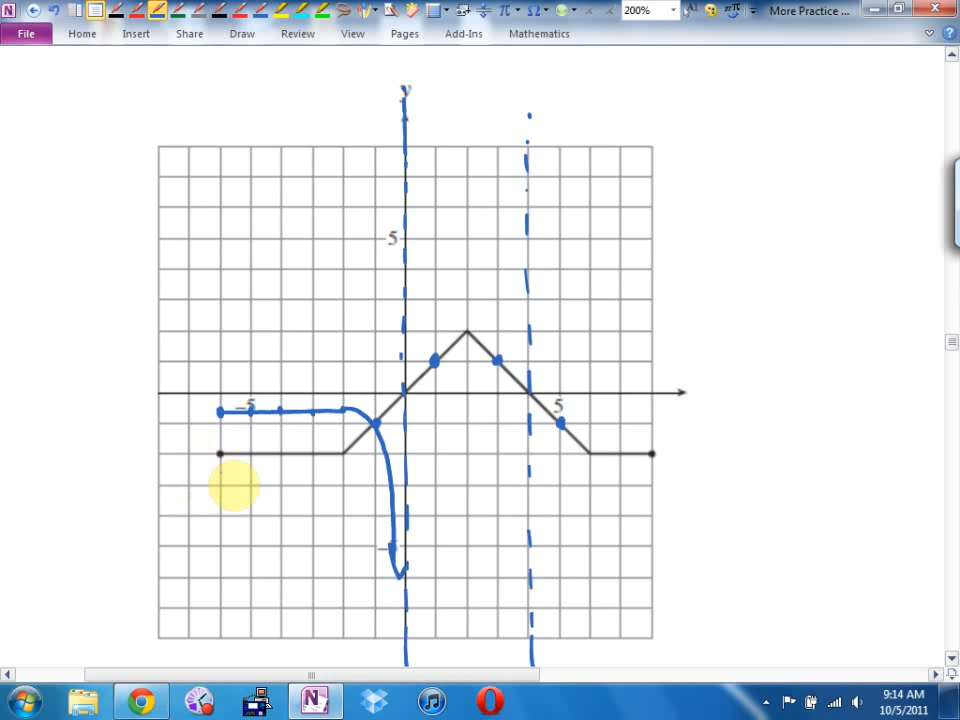 200% More Practice ...
File Home Insert Share Draw Review View Pages Add-Ins Mathematics
y
5
-5 5
9:14 AM
10/5/2011